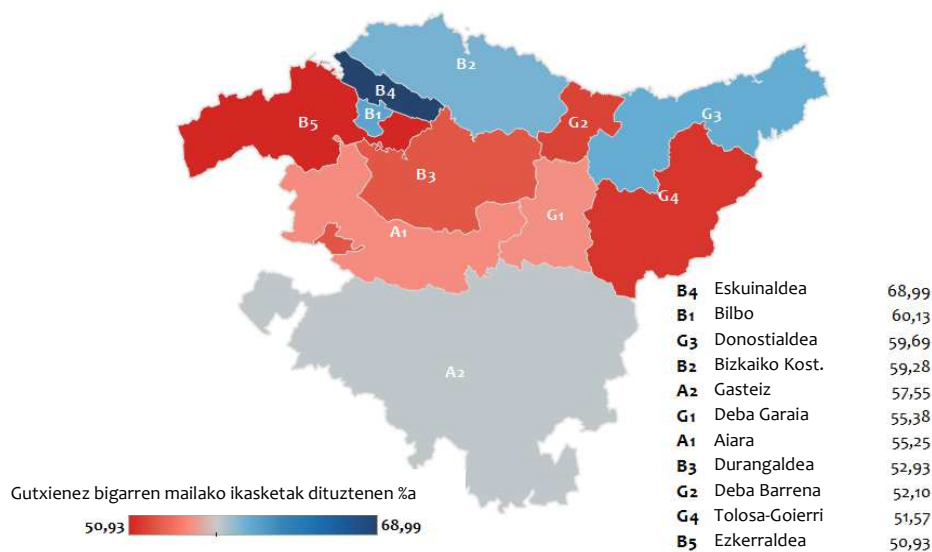 B2
B4
B1
B5
G2
G3
B3
G4
G1
A1
A2
B4 Eskuinaldea 68,99
B1 Bilbo 60,13
G3 Donostialdea 59,69
B2 Bizkaiko Kost. 59,28
A2 Gasteiz 57,55
G1 Deba Garaia 55,38
A1 Aiara 55,25
B3 Durangaldea 52,93
G2 Deba Barrena 52,10
G4 Tolosa-Goierri 51,57
B5 Ezkerraldea 50,93
Gutxienez bigarren mailako ikasketak dituztenen %a
50,93 68,99